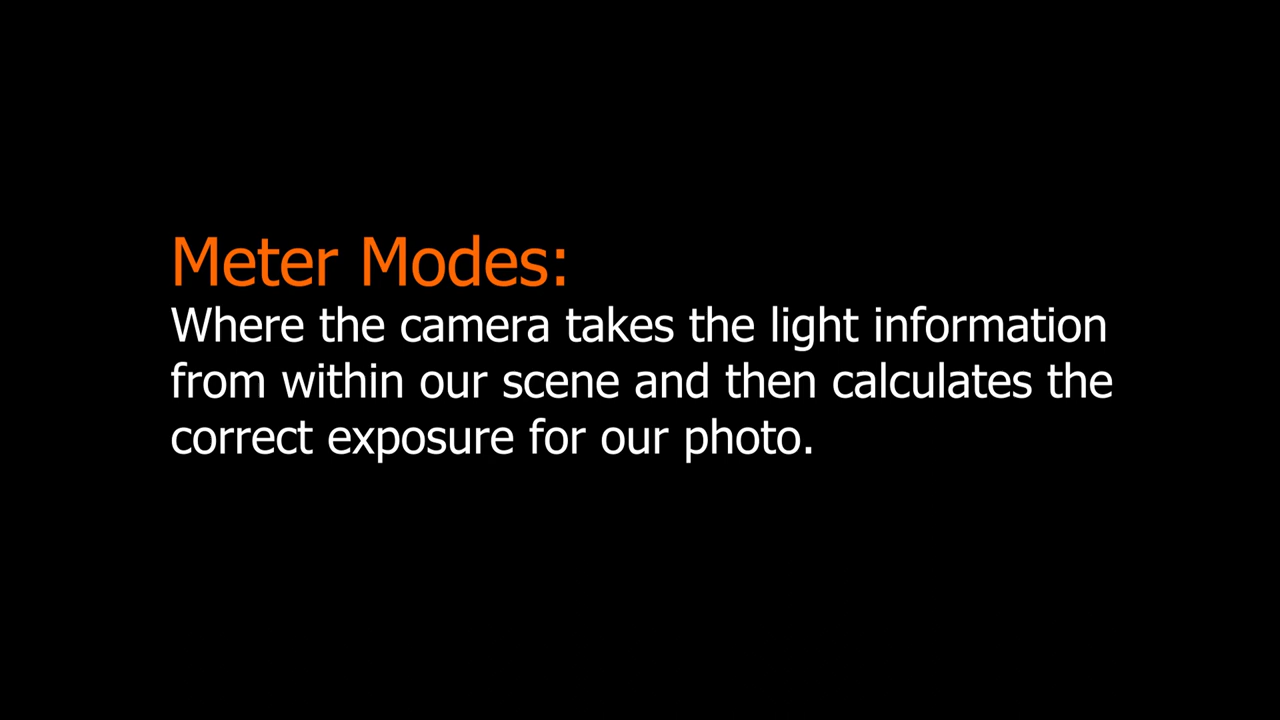 Meter Modes:
Where the camera takes the light information
from within our scene and then calculates the
correct exposure for our photo.